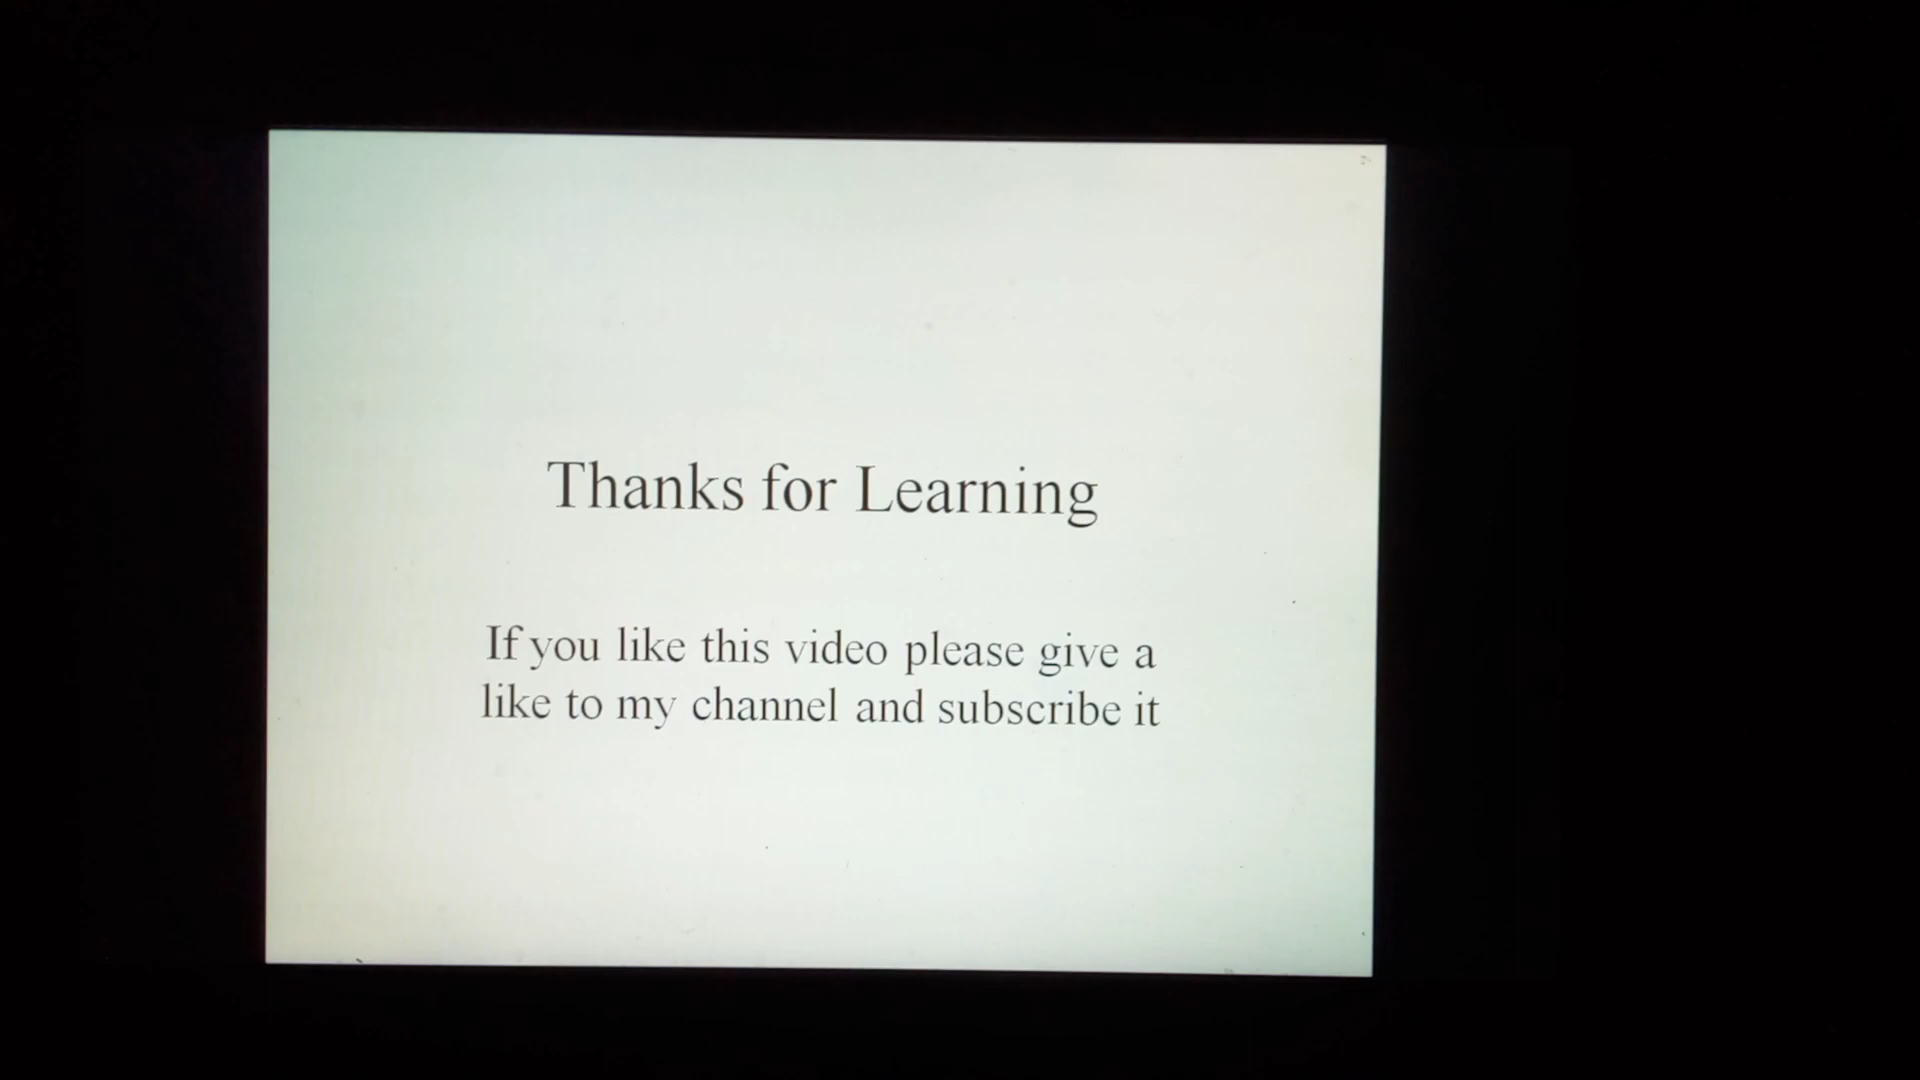 Thanks for Learning
If you like this video please give a
like to my channel and subscribe it